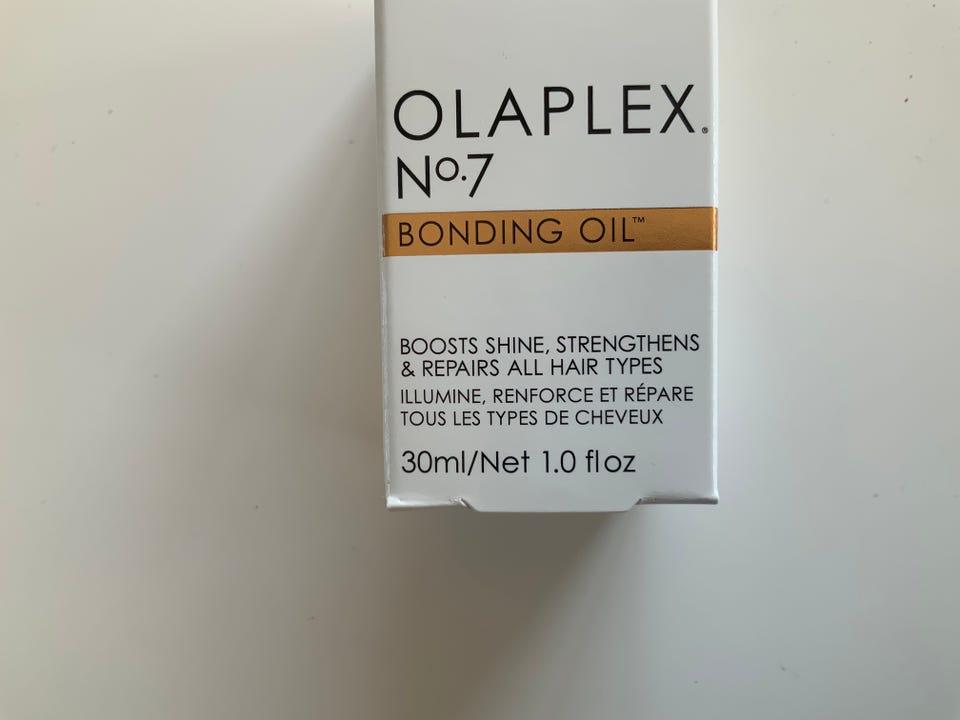 OLAPLEX®
Nº.7
BONDING OIL™
BOOSTS SHINE, STRENGTHENS
& REPAIRS ALL HAIR TYPES
ILLUMINE, RENFORCE ET RÉPARE
TOUS LES TYPES DE CHEVEUX
30ml/Net 1.0 fl oz